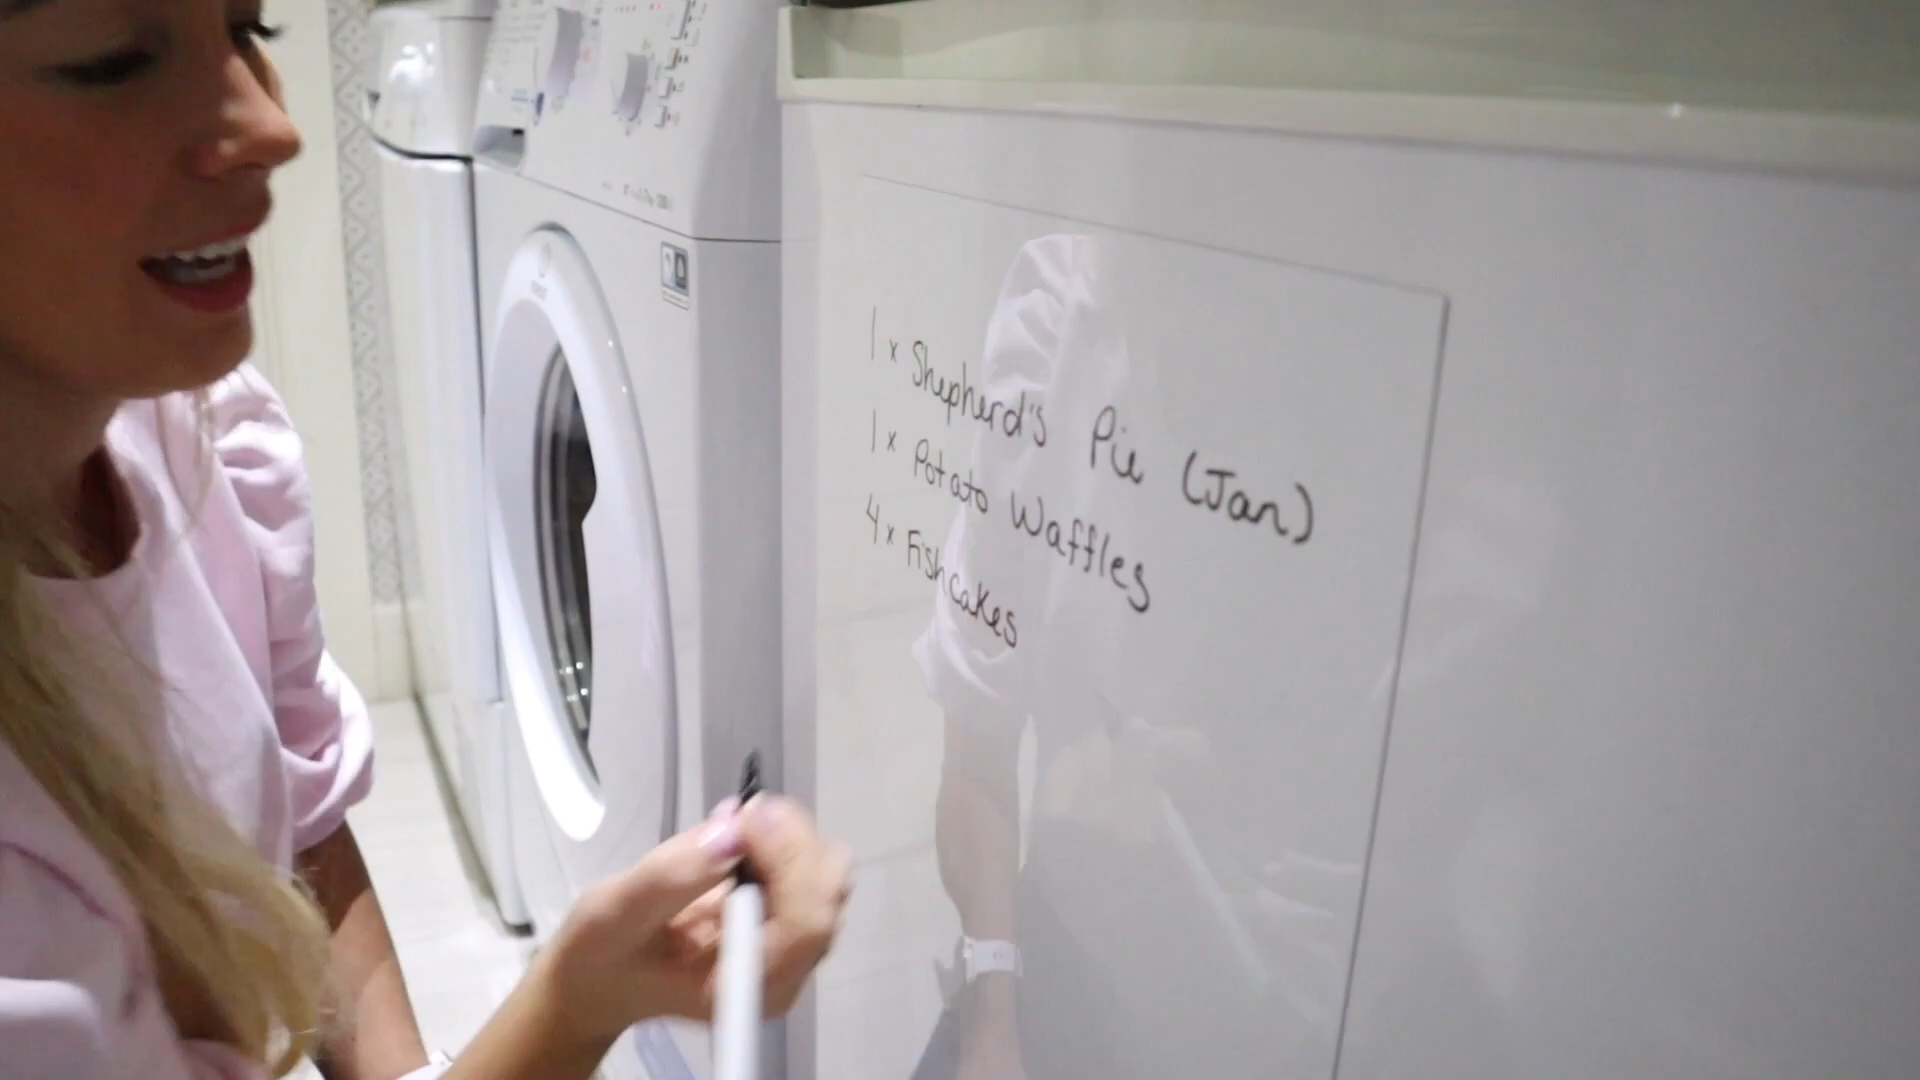 1 x Shepherd's Pie (Jan)
1 x Potato Waffles
4 x Fishcakes